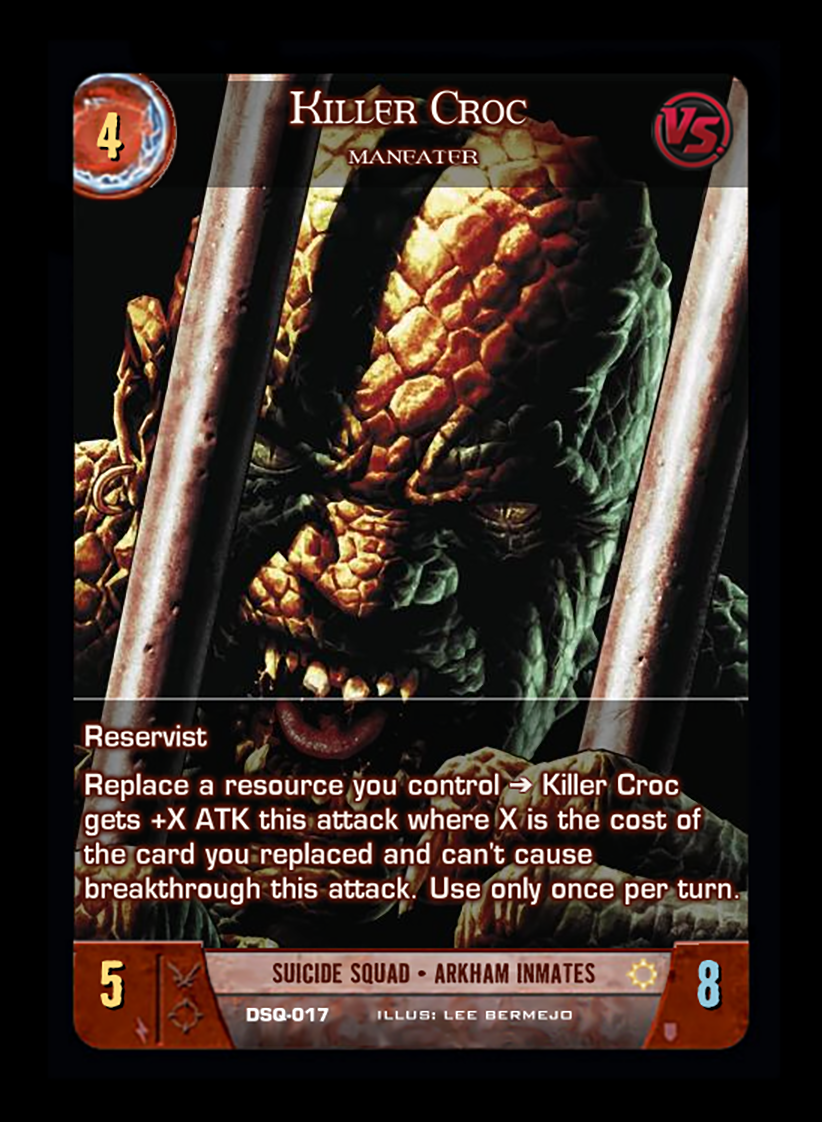 4
Killer Croc
VS.
Maneater
Reservist
Replace a resource you control ➔ Killer Croc
gets +X ATK this attack where X is the cost of
the card you replaced and can't cause
breakthrough this attack. Use only once per turn.
5
SUICIDE SQUAD • ARKHAM INMATES
8
DSQ-017 ILLUS: LEE BERMEJO